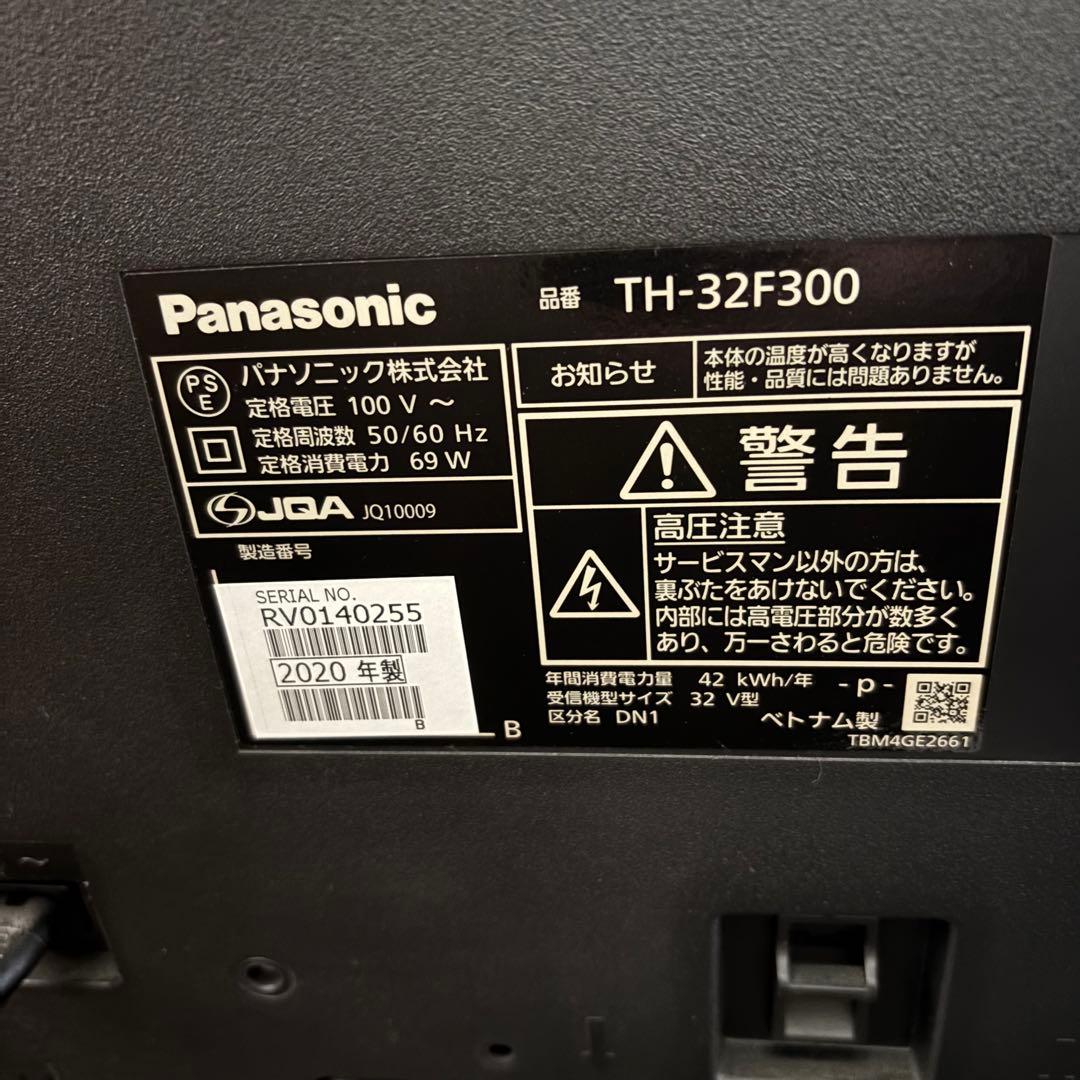 Panasonic
品番 TH-32F300
PS
E
パナソニック株式会社
定格電圧 100 V ～
定格周波数 50/60 Hz
定格消費電力 69 W
JQA JQ10009
製造番号
SERIAL NO.
RV0140255
2020 年製
B
B
お知らせ
本体の温度が高くなりますが
性能・品質には問題ありません。
警告
高圧注意
サービスマン以外の方は、
裏ぶたをあけないでください。
内部には高電圧部分が数多く
あり、万一さわると危険です。
年間消費電力量 42 kWh/年
受信機型サイズ 32 V型
区分名 DN1
- p -
ベトナム製
TBM4GE2661
～